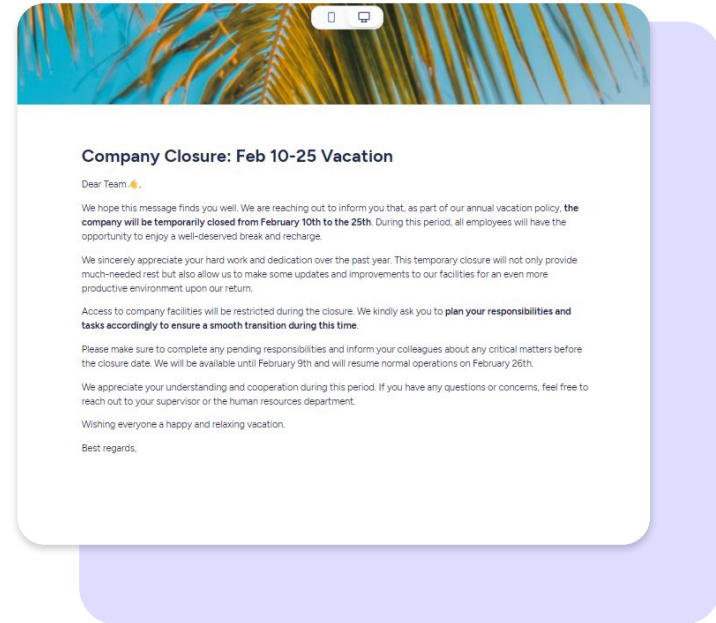 Company Closure: Feb 10-25 Vacation
Dear Team👋,
We hope this message finds you well. We are reaching out to inform you that, as part of our annual vacation policy, the
company will be temporarily closed from February 10th to the 25th. During this period, all employees will have the
opportunity to enjoy a well-deserved break and recharge.
We sincerely appreciate your hard work and dedication over the past year. This temporary closure will not only provide
much-needed rest but also allow us to make some updates and improvements to our facilities for an even more
productive environment upon our return.
Access to company facilities will be restricted during the closure. We kindly ask you to plan your responsibilities and
tasks accordingly to ensure a smooth transition during this time.
Please make sure to complete any pending responsibilities and inform your colleagues about any critical matters before
the closure date. We will be available until February 9th and will resume normal operations on February 26th.
We appreciate your understanding and cooperation during this period. If you have any questions or concerns, feel free to
reach out to your supervisor or the human resources department.
Wishing everyone a happy and relaxing vacation.
Best regards,